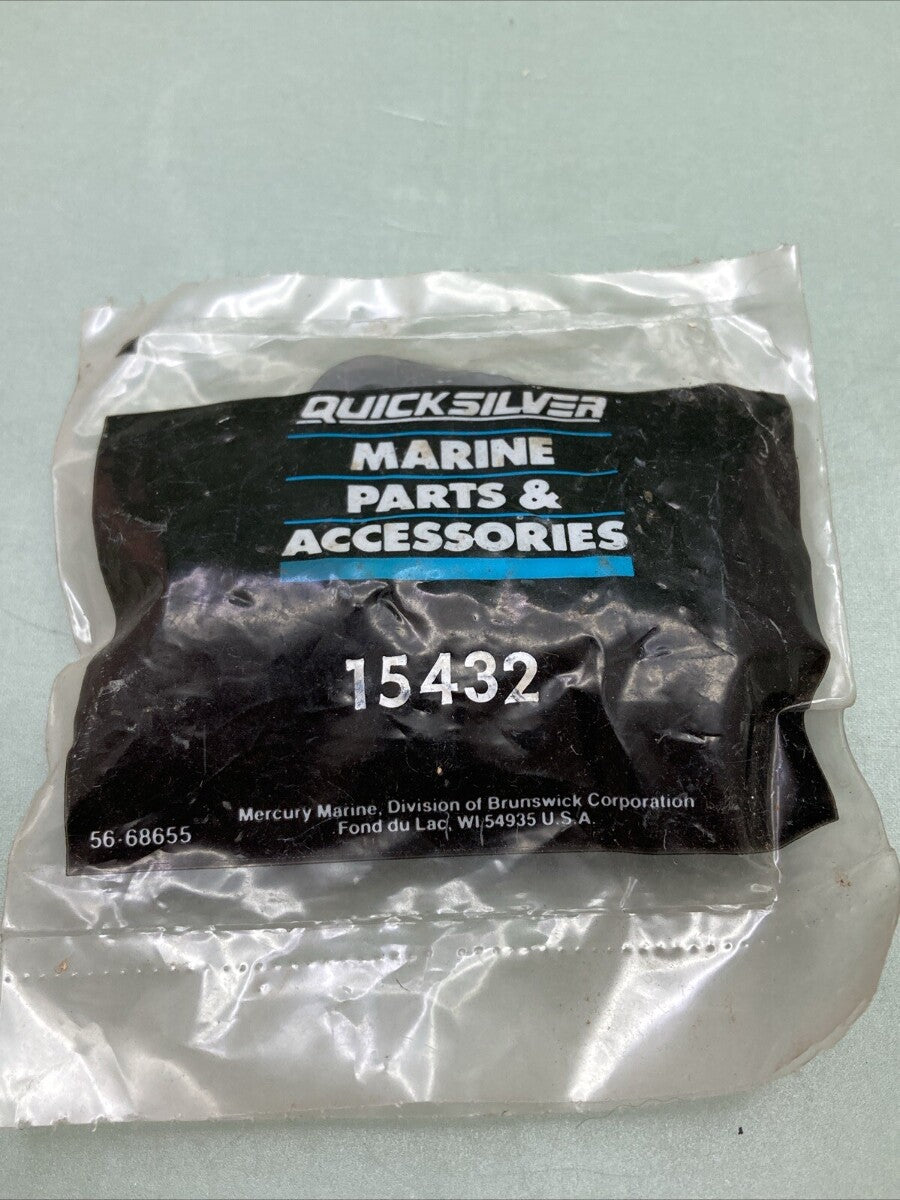 QUICKSILVER
MARINE
PARTS &
ACCESSORIES
15432
Mercury Marine, Division of Brunswick Corporation
Fond du Lac, WI 54935 U.S.A.
56-68655